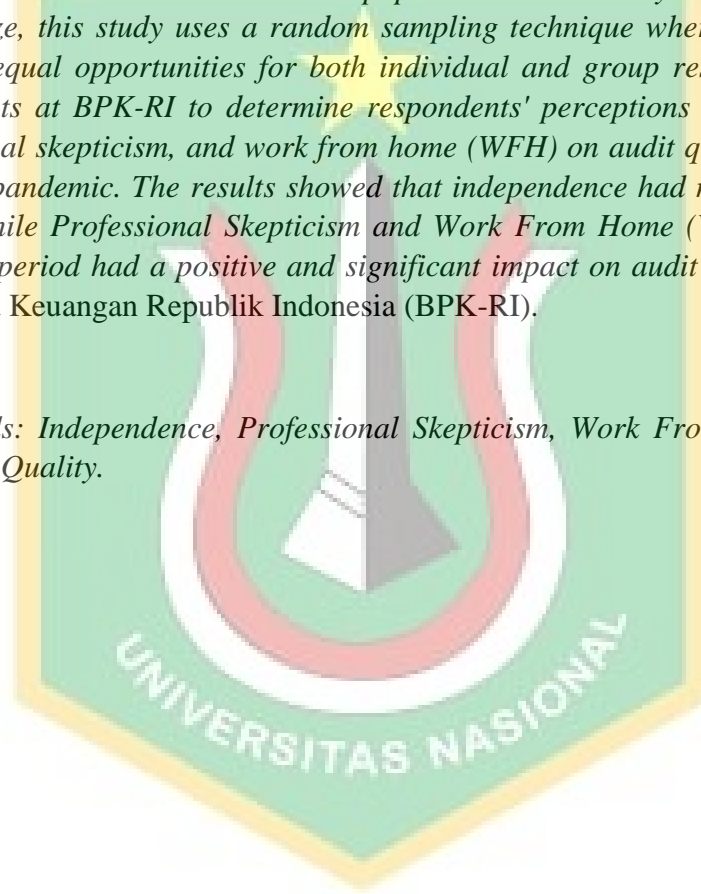 ze, this study uses a random sampling technique wher
equal opportunities for both individual and group re
ts at BPK-RI to determine respondents' perceptions
al skepticism, and work from home (WFH) on audit q
pandemic. The results showed that independence had
hile Professional Skepticism and Work From Home (
period had a positive and significant impact on audit
Keuangan Republik Indonesia (BPK-RI).
ls: Independence, Professional Skepticism, Work Fro
Quality.
UNIVERSITAS NASIONAL